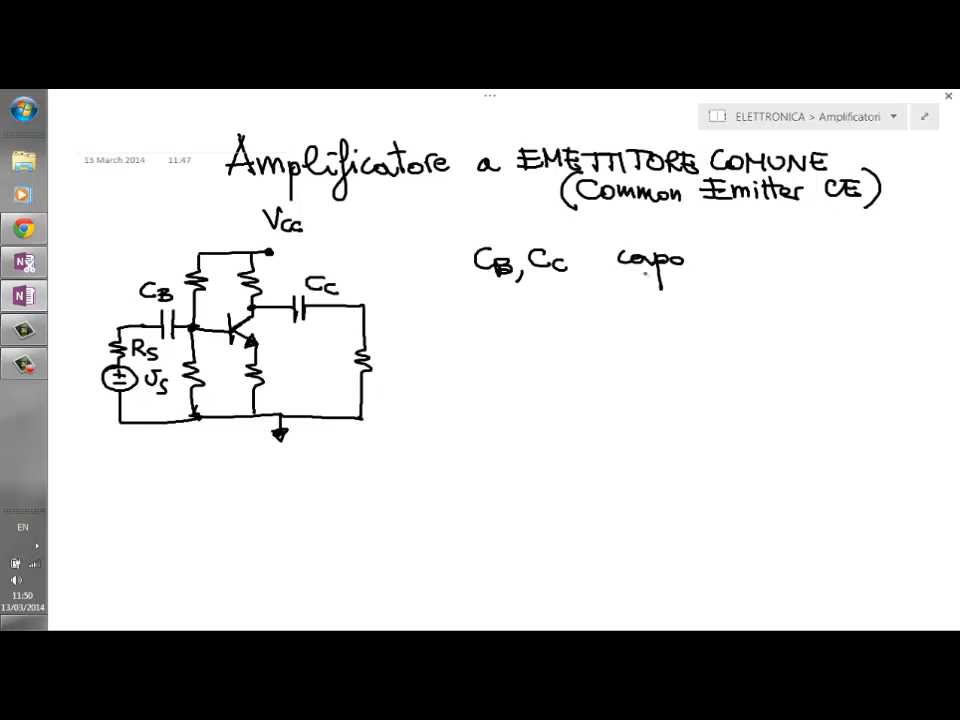 ELETTRONICA > Amplificatori
13 March 2014 11:47
Amplificatore a EMETTITORE COMUNE
(Common Emitter CE)
VCC
CB, CC capo
CB
CC
RS
vS
EN
11:50
13/03/2014